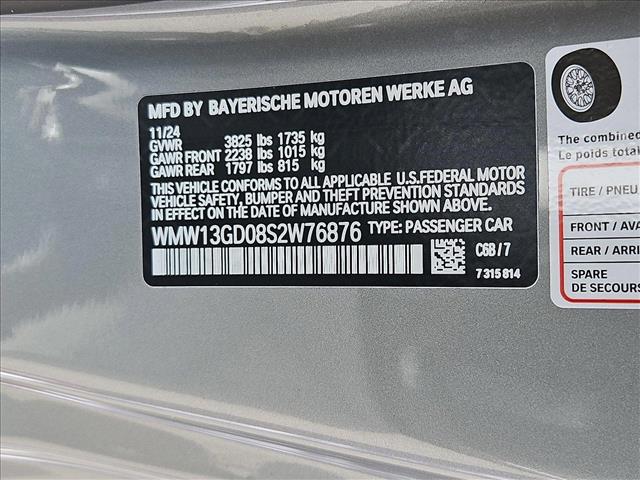 MFD BY BAYERISCHE MOTOREN WERKE AG
11/24
GVWR 3825 lbs 1735 kg
GAWR FRONT 2238 lbs 1015 kg
GAWR REAR 1797 lbs 815 kg
THIS VEHICLE CONFORMS TO ALL APPLICABLE U.S.FEDERAL MOTOR
VEHICLE SAFETY, BUMPER, AND THEFT PREVENTION STANDARDS
IN EFFECT ON THE DATE OF MANUFACTURE SHOWN ABOVE.
WMW13GD08S2W76876 TYPE: PASSENGER CAR
C6B / 7
7 315 814
The combined
Le poids total
TIRE / PNEU
FRONT / AVA
REAR / ARRI
SPARE
DE SECOURS